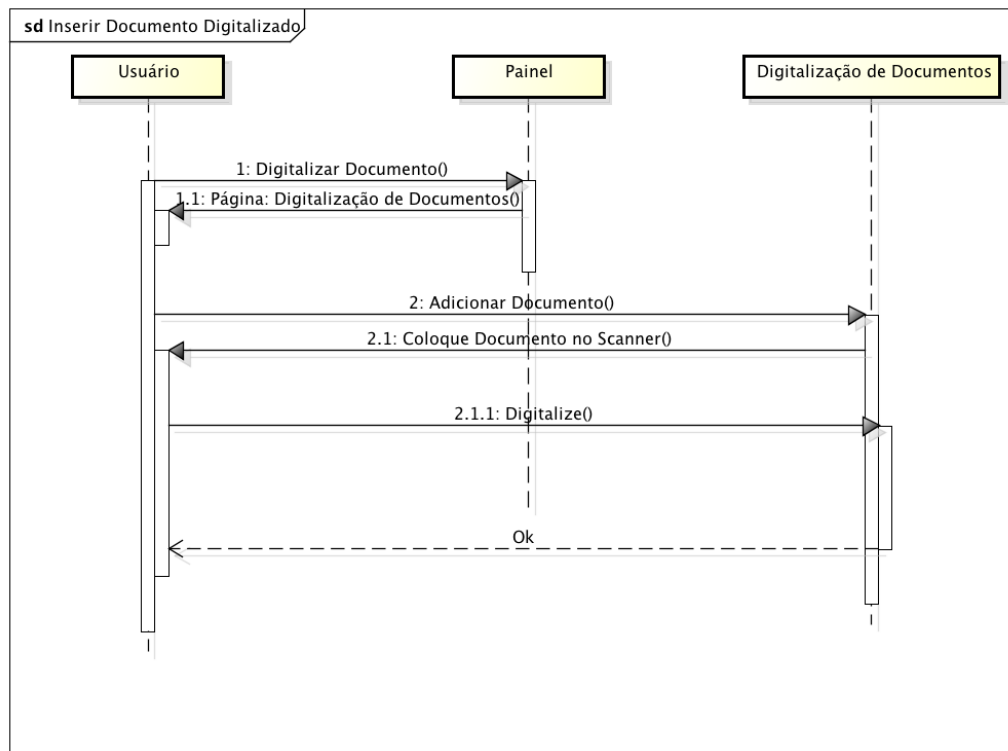 sd Inserir Documento Digitalizado
Usuário
Painel
Digitalização de Documentos
1: Digitalizar Documento()
1.1: Página: Digitalização de Documentos()
2: Adicionar Documento()
2.1: Coloque Documento no Scanner()
2.1.1: Digitalize()
Ok